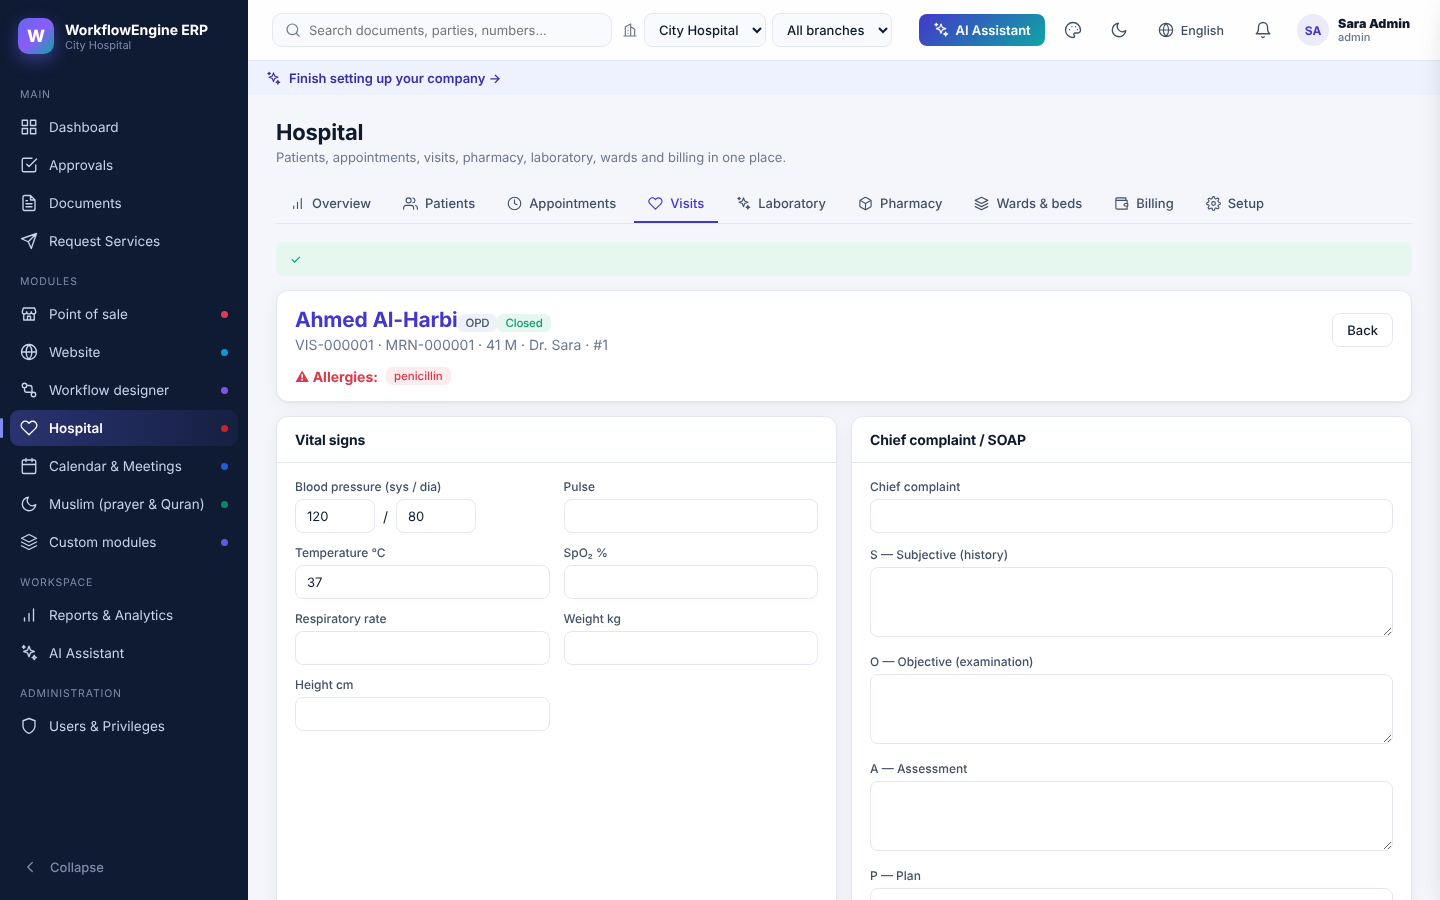 W
WorkflowEngine ERP
City Hospital
MAIN
Dashboard
Approvals
Documents
Request Services
MODULES
Point of sale
Website
Workflow designer
Hospital
Calendar & Meetings
Muslim (prayer & Quran)
Custom modules
WORKSPACE
Reports & Analytics
AI Assistant
ADMINISTRATION
Users & Privileges
Collapse
Search documents, parties, numbers...
City Hospital
All branches
AI Assistant
English
SA
Sara Admin
admin
Finish setting up your company →
Hospital
Patients, appointments, visits, pharmacy, laboratory, wards and billing in one place.
Overview
Patients
Appointments
Visits
Laboratory
Pharmacy
Wards & beds
Billing
Setup
✓
Ahmed Al-Harbi OPD Closed
VIS-000001 · MRN-000001 · 41 M · Dr. Sara · #1
Back
Allergies: penicillin
Vital signs
Blood pressure (sys / dia)
120 / 80
Pulse
Temperature °C
37
SpO₂ %
Respiratory rate
Weight kg
Height cm
Chief complaint / SOAP
Chief complaint
S — Subjective (history)
O — Objective (examination)
A — Assessment
P — Plan